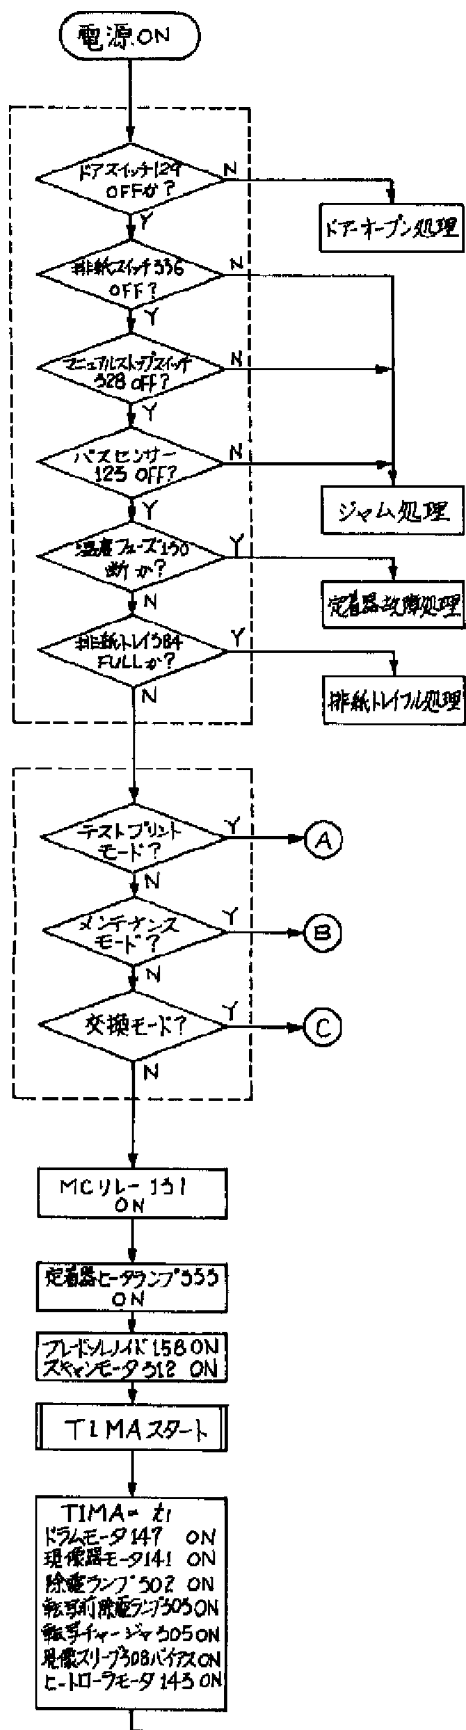 電源ON
ドアスイッチ129
OFFか?
N
Y
ドアーオープン処理
排紙スイッチ336
OFF?
N
Y
マニュアルストップスイッチ
328 OFF?
N
Y
パスセンサー
123 OFF?
N
Y
ジャム処理
温度フューズ130
断か?
Y
N
定着器故障処理
排紙トレイ384
FULLか?
Y
N
排紙トレイフル処理
テストプリント
モード?
Y
A
N
メンテナンス
モード?
Y
B
N
交換モード?
Y
C
N
MCリレー131
ON
定着器ヒータランプ333
ON
ブレードソレノイド158 ON
スキャンモータ312 ON
TIMAスタート
TIMA= t1
ドラムモータ147 ON
現像器モータ141 ON
除電ランプ302 ON
転写前除電ランプ303 ON
転写チャージャ305 ON
現像スリーブ308バイアスON
ヒートローラモータ143 ON